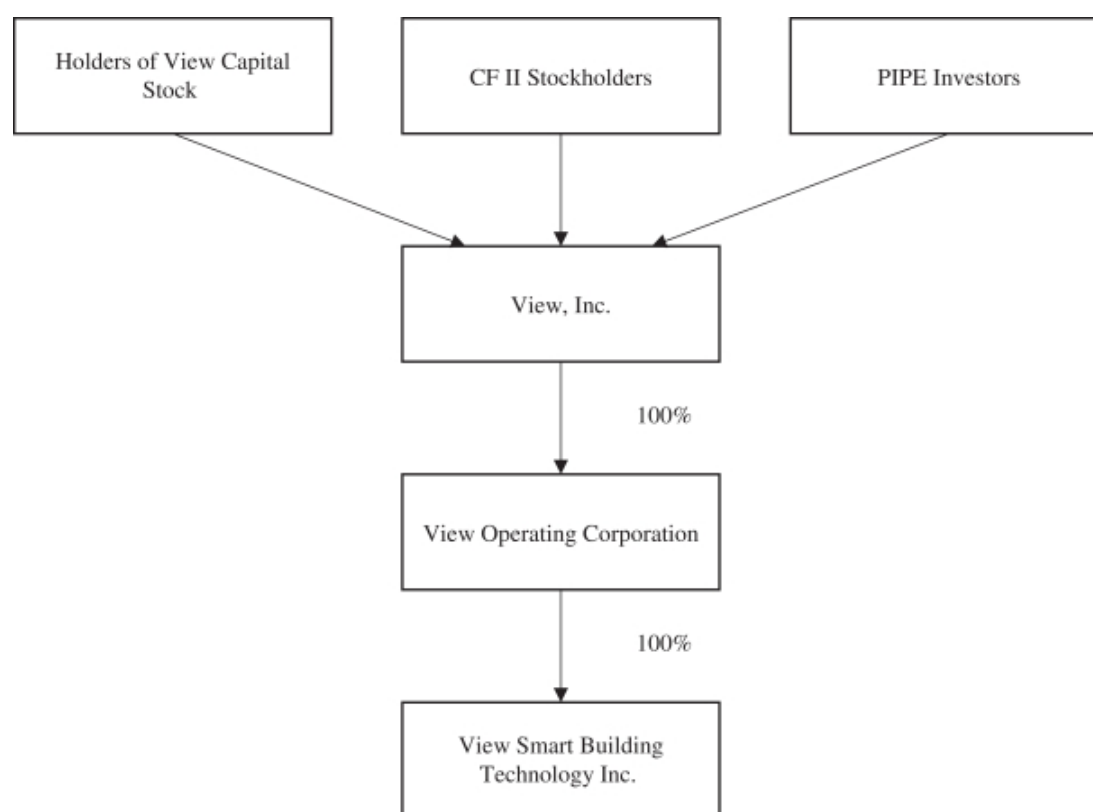 Holders of View Capital
Stock
CF II Stockholders
PIPE Investors
View, Inc.
100%
View Operating Corporation
100%
View Smart Building
Technology Inc.